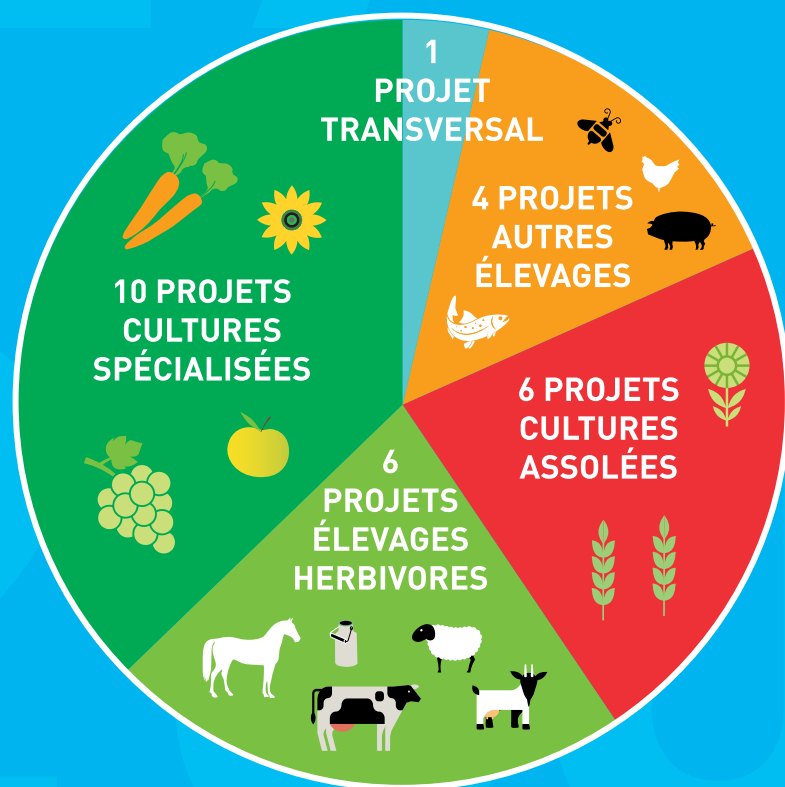 1
PROJET
TRANSVERSAL
4 PROJETS
AUTRES
ÉLEVAGES
6 PROJETS
CULTURES
ASSOLÉES
6
PROJETS
ÉLEVAGES
HERBIVORES
10 PROJETS
CULTURES
SPÉCIALISÉES